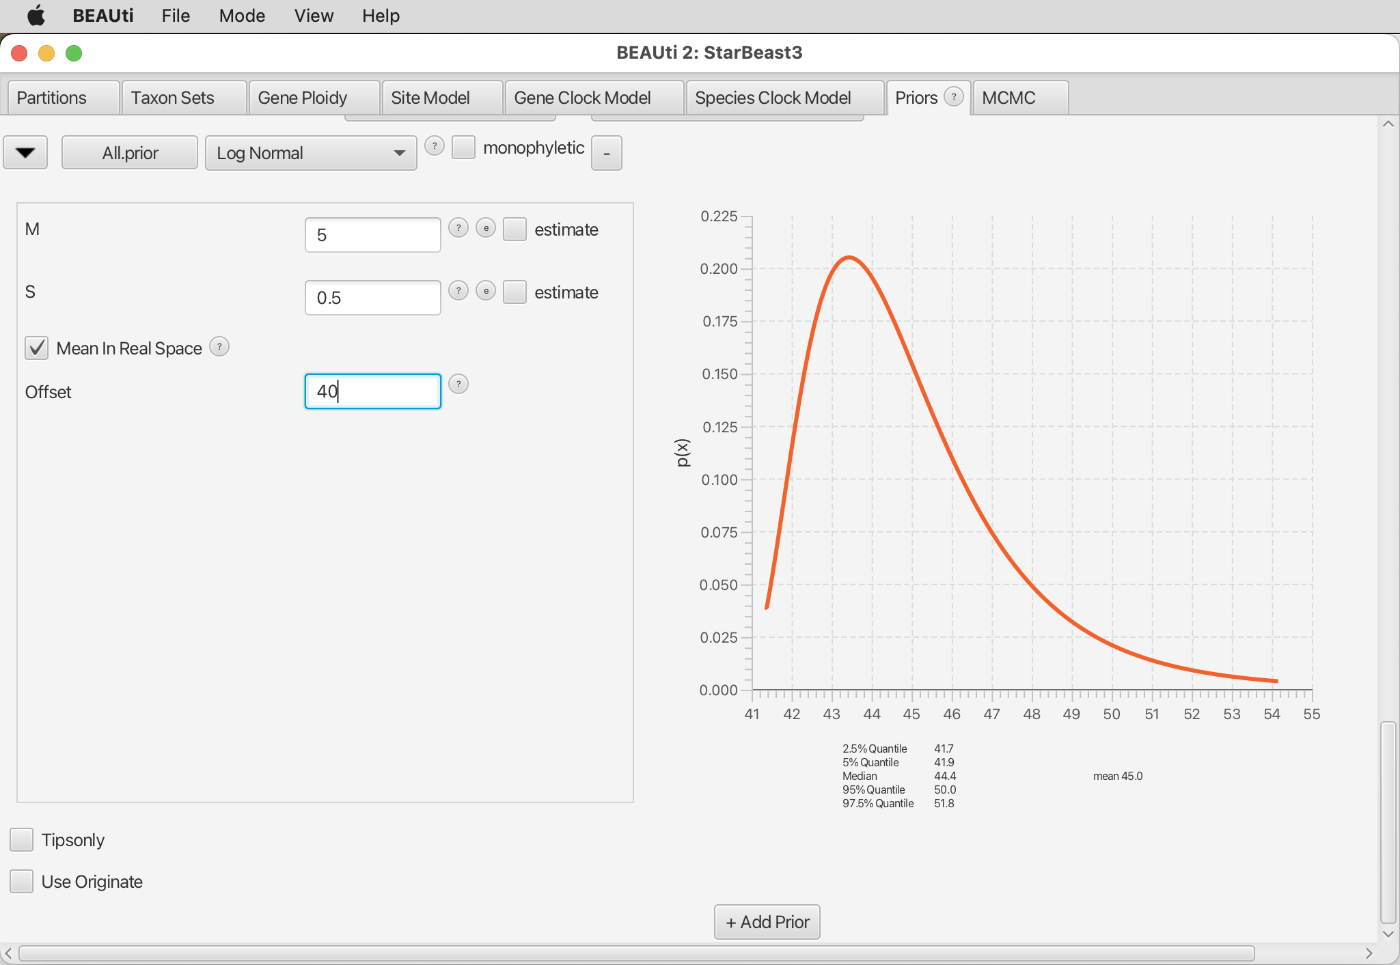 BEAUti File Mode View Help
BEAUti 2: StarBeast3
Partitions Taxon Sets Gene Ploidy Site Model Gene Clock Model Species Clock Model Priors ? MCMC
All.prior Log Normal ? monophyletic -
M 5 ? e estimate
S 0.5 ? e estimate
Mean In Real Space ?
Offset 40 ?
Tipsonly
Use Originate
0.225
0.200
0.175
0.150
0.125
0.100
0.075
0.050
0.025
0.000
p(x)
41 42 43 44 45 46 47 48 49 50 51 52 53 54 55
2.5% Quantile 41.7
5% Quantile 41.9
Median 44.4 mean 45.0
95% Quantile 50.0
97.5% Quantile 51.8
+ Add Prior